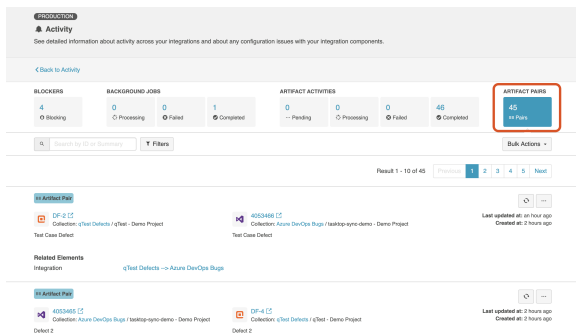 PRODUCTION
Activity
See detailed information about activity across your integrations and about any configuration issues with your integration components.
Back to Activity
BLOCKERS BACKGROUND JOBS ARTIFACT ACTIVITIES ARTIFACT PAIRS
4 0 0 1 0 0 0 46 45
Blocking Processing Failed Completed Pending Processing Failed Completed Pairs
Search by ID or Summary Filters Bulk Actions
Result 1 - 10 of 45 Previous 1 2 3 4 5 Next
Artifact Pair
DF-2 4053466 Last updated at: an hour ago
Collection: qTest Defects / qTest - Demo Project Collection: Azure DevOps Bugs / tasktop-sync-demo - Demo Project Created at: 2 hours ago
Test Case Defect Test Case Defect
Related Elements
Integration qTest Defects --> Azure DevOps Bugs
Artifact Pair
4053465 DF-4 Last updated at: 2 hours ago
Collection: Azure DevOps Bugs / tasktop-sync-demo - Demo Project Collection: qTest Defects / qTest - Demo Project Created at: 2 hours ago
Defect 2 Defect 2